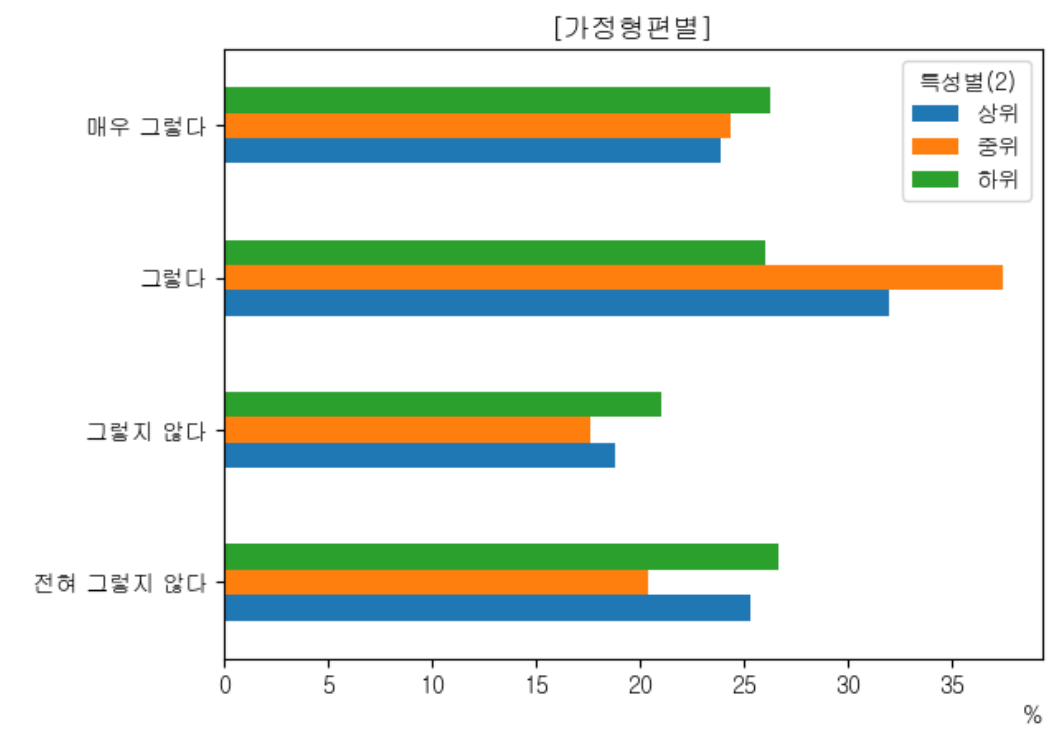 [가정형편별]
특성별(2)
상위
중위
하위
매우 그렇다
그렇다
그렇지 않다
전혀 그렇지 않다
0 5 10 15 20 25 30 35
%